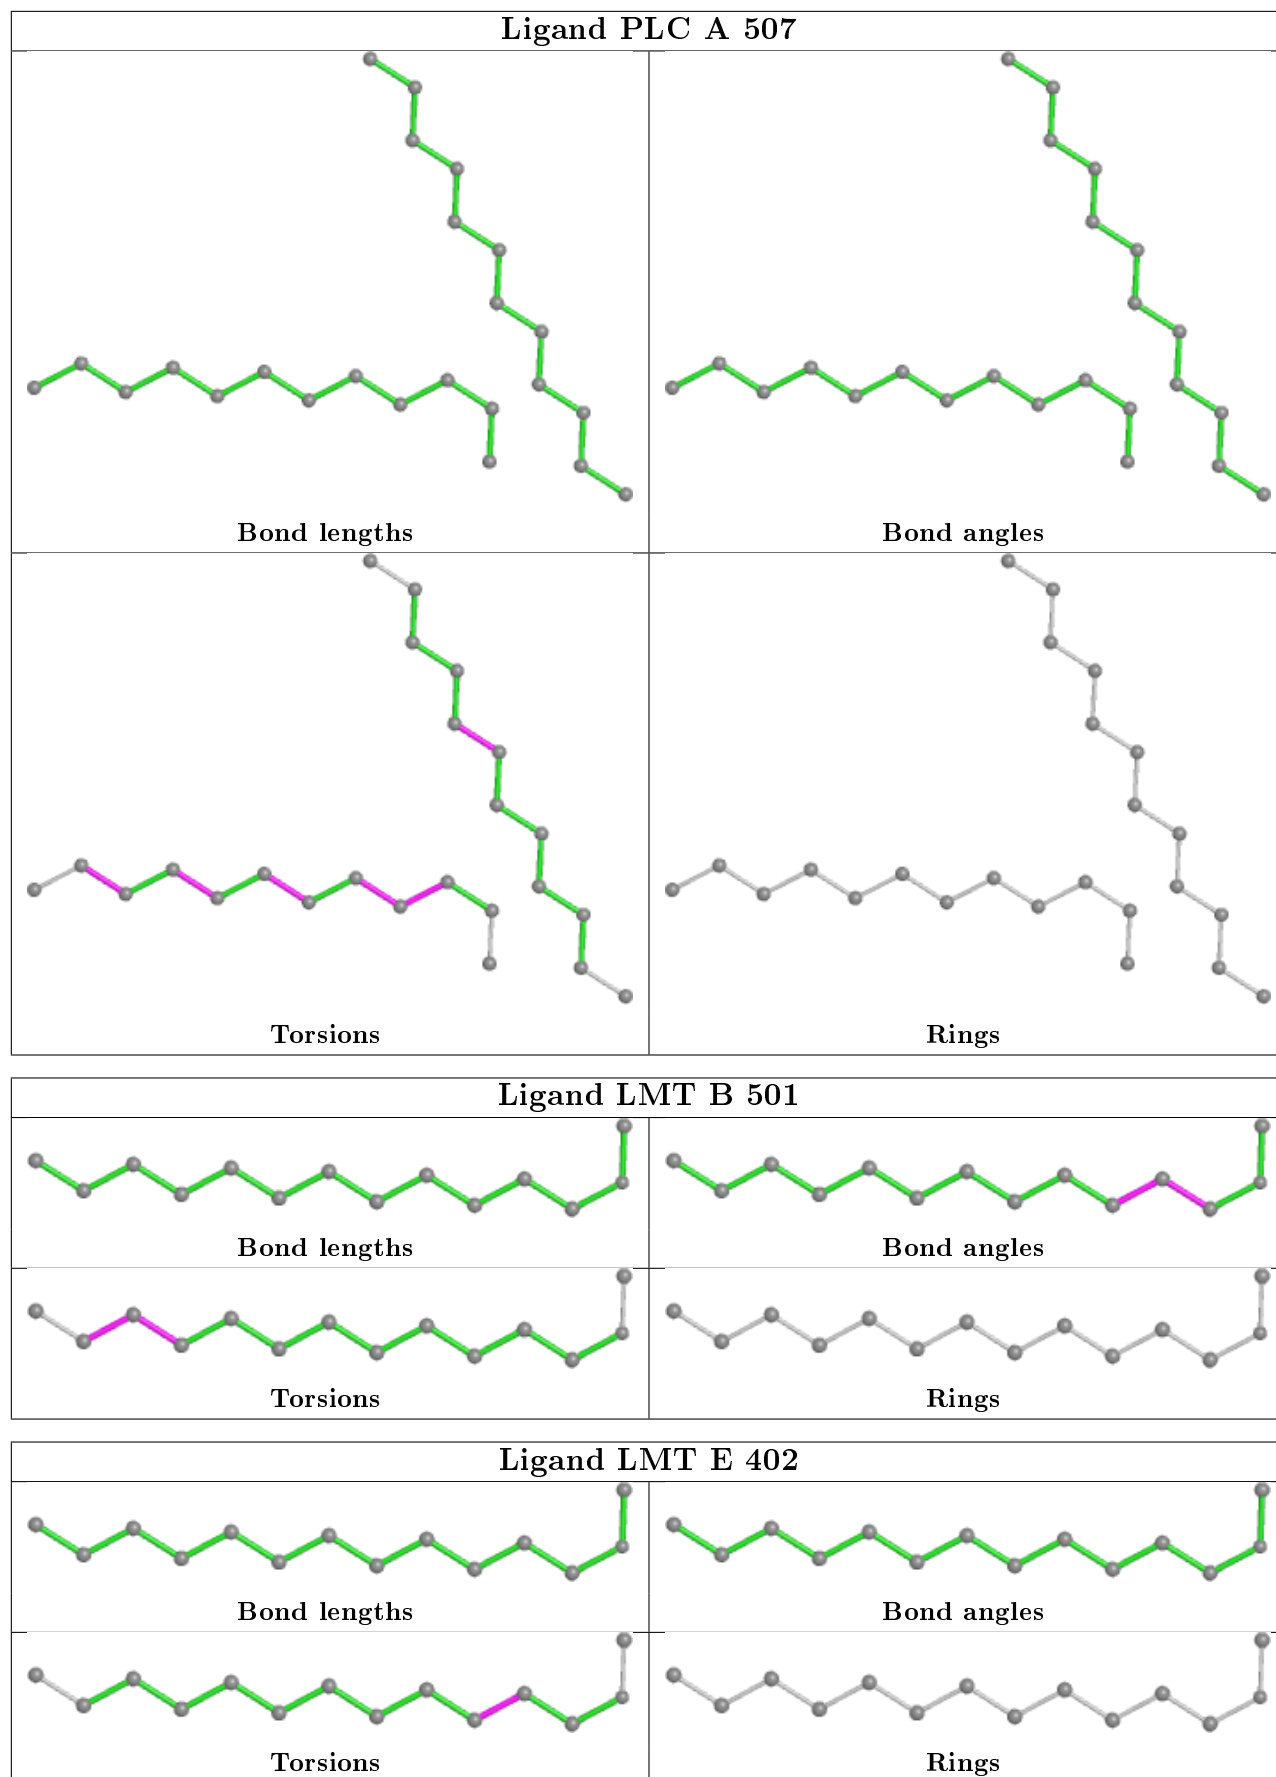 Ligand PLC A 507
Bond lengths
Bond angles
Torsions
Rings
Ligand LMT B 501
Bond lengths
Bond angles
Torsions
Rings
Ligand LMT E 402
Bond lengths
Bond angles
Torsions
Rings